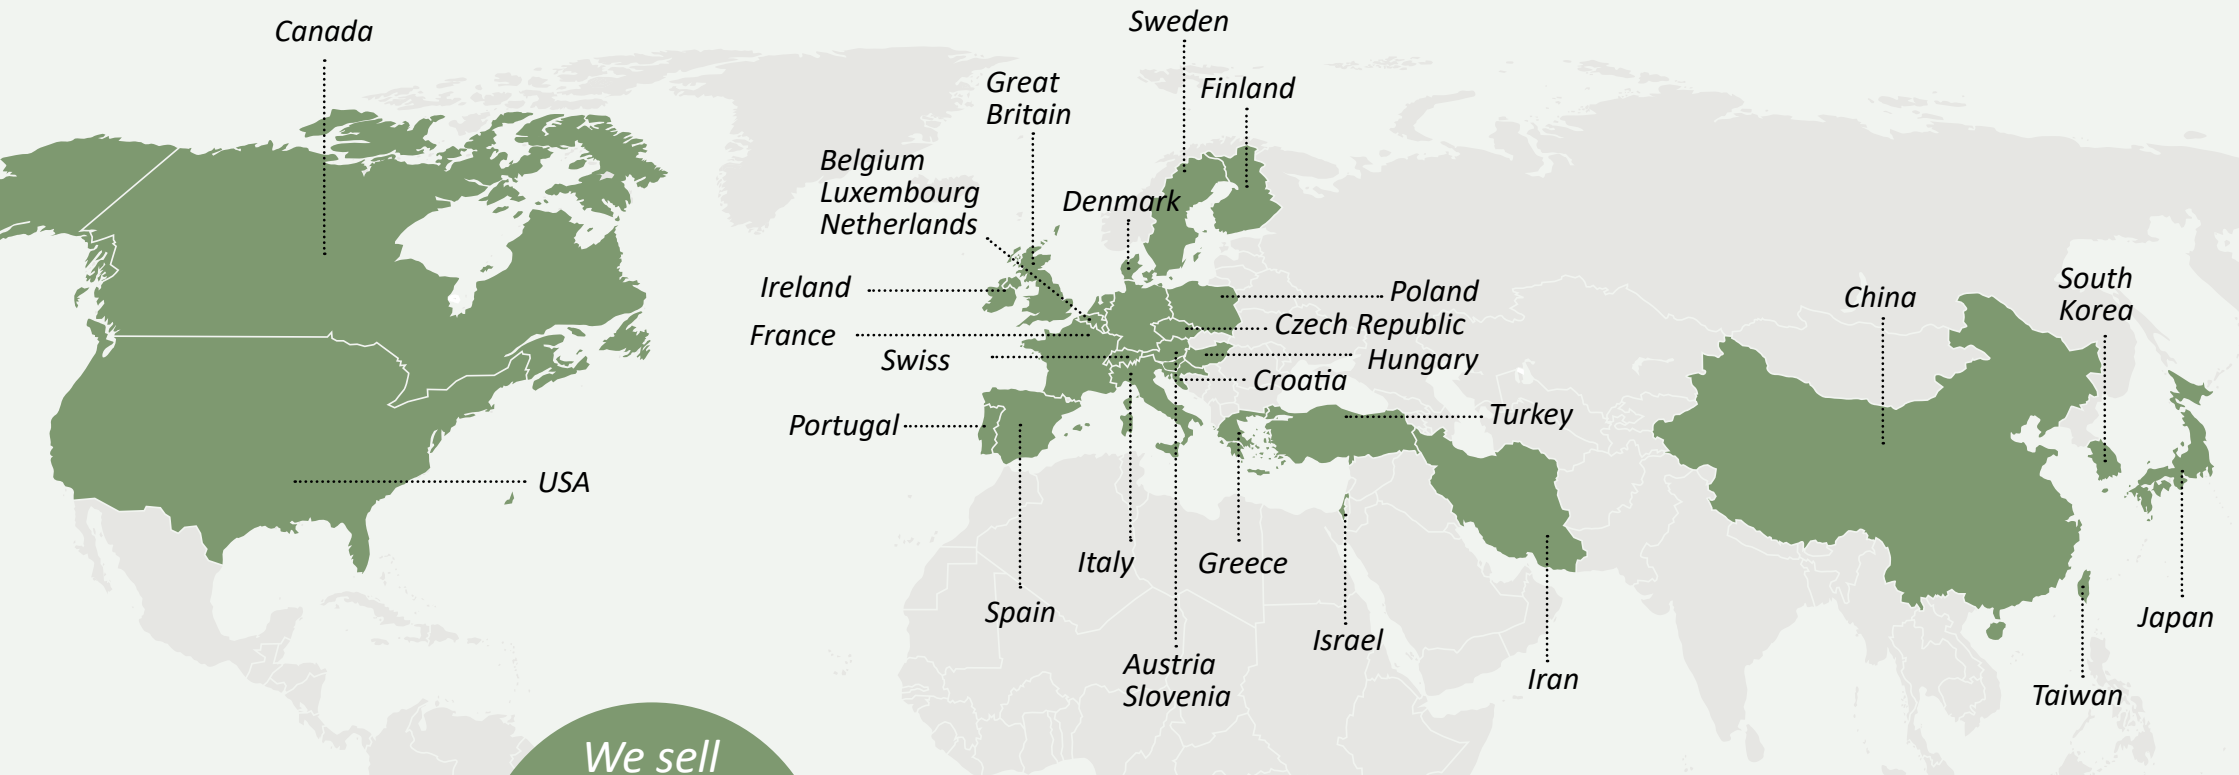 Canada
Sweden
Great
Britain
Finland
Belgium
Luxembourg
Netherlands
Denmark
Ireland
Poland
South
Korea
China
France
Czech Republic
Swiss
Hungary
Croatia
Portugal
Turkey
USA
Italy
Greece
Spain
Israel
Japan
Austria
Slovenia
Iran
Taiwan
We sell